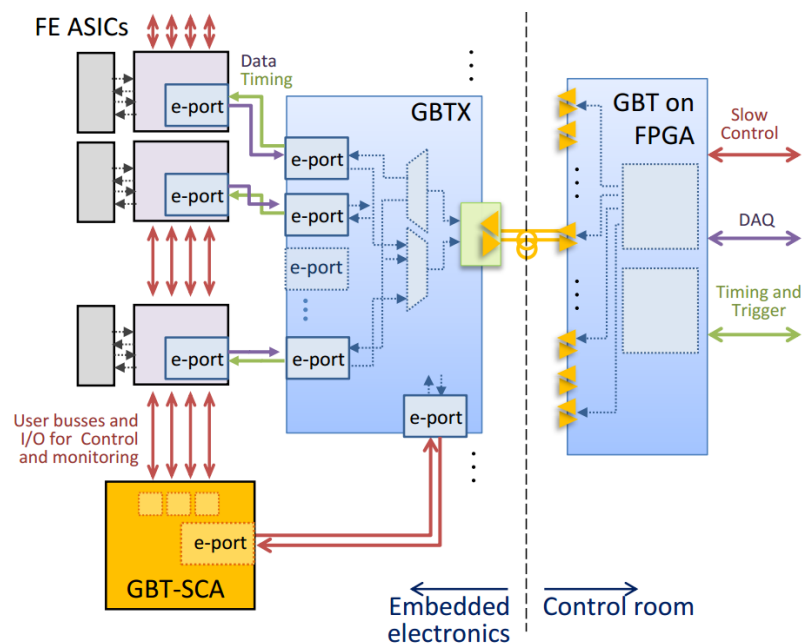 FE ASICs
Data
Timing
e-port
GBTX
e-port
e-port
e-port
e-port
e-port
e-port
e-port
User busses and
I/O for Control
and monitoring
e-port
e-port
GBT-SCA
GBT on
FPGA
Slow
Control
DAQ
Timing and
Trigger
Embedded
electronics
Control room